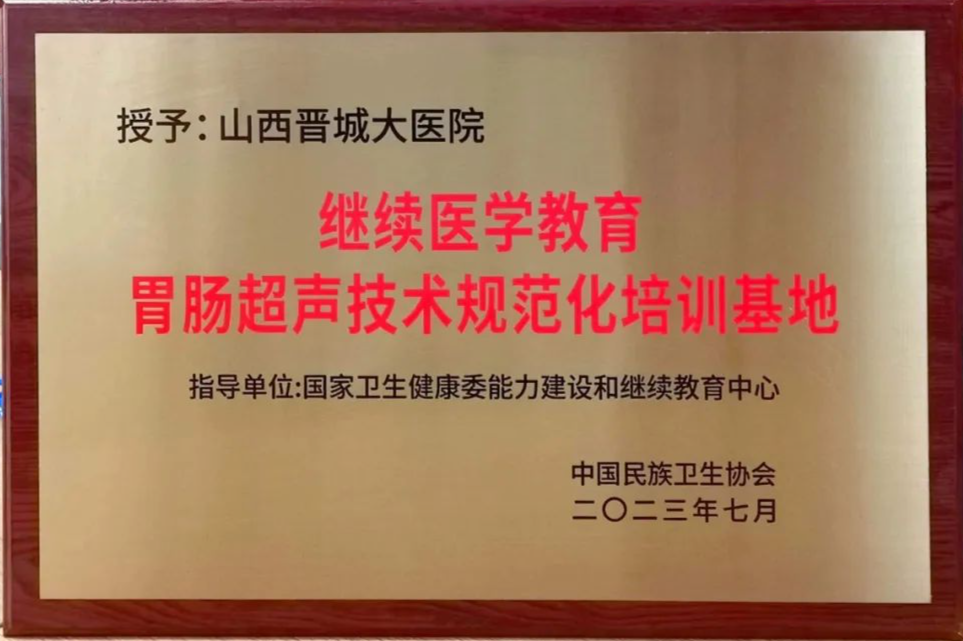 授予：山西晋城大医院
继续医学教育
胃肠超声技术规范化培训基地
指导单位:国家卫生健康委能力建设和继续教育中心
中国民族卫生协会
二〇二三年七月